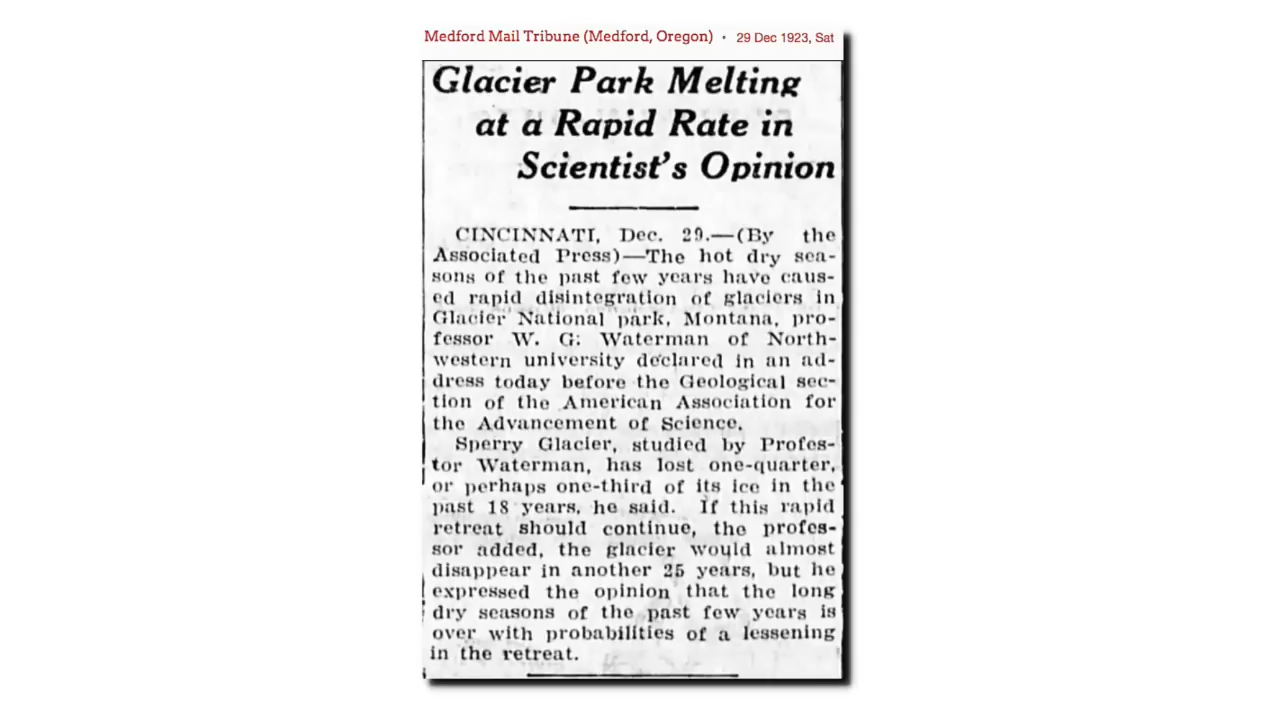 Medford Mail Tribune (Medford, Oregon) · 29 Dec 1923, Sat
Glacier Park Melting
at a Rapid Rate in
Scientist's Opinion
CINCINNATI, Dec. 29.—(By the
Associated Press)—The hot dry sea-
sons of the past few years have caus-
ed rapid disintegration of glaciers in
Glacier National park, Montana, pro-
fessor W. G. Waterman of North-
western university declared in an ad-
dress today before the Geological sec-
tion of the American Association for
the Advancement of Science.
Sperry Glacier, studied by Profes-
tor Waterman, has lost one-quarter,
or perhaps one-third of its ice in the
past 18 years, he said. If this rapid
retreat should continue, the profes-
sor added, the glacier would almost
disappear in another 25 years, but he
expressed the opinion that the long
dry seasons of the past few years is
over with probabilities of a lessening
in the retreat.